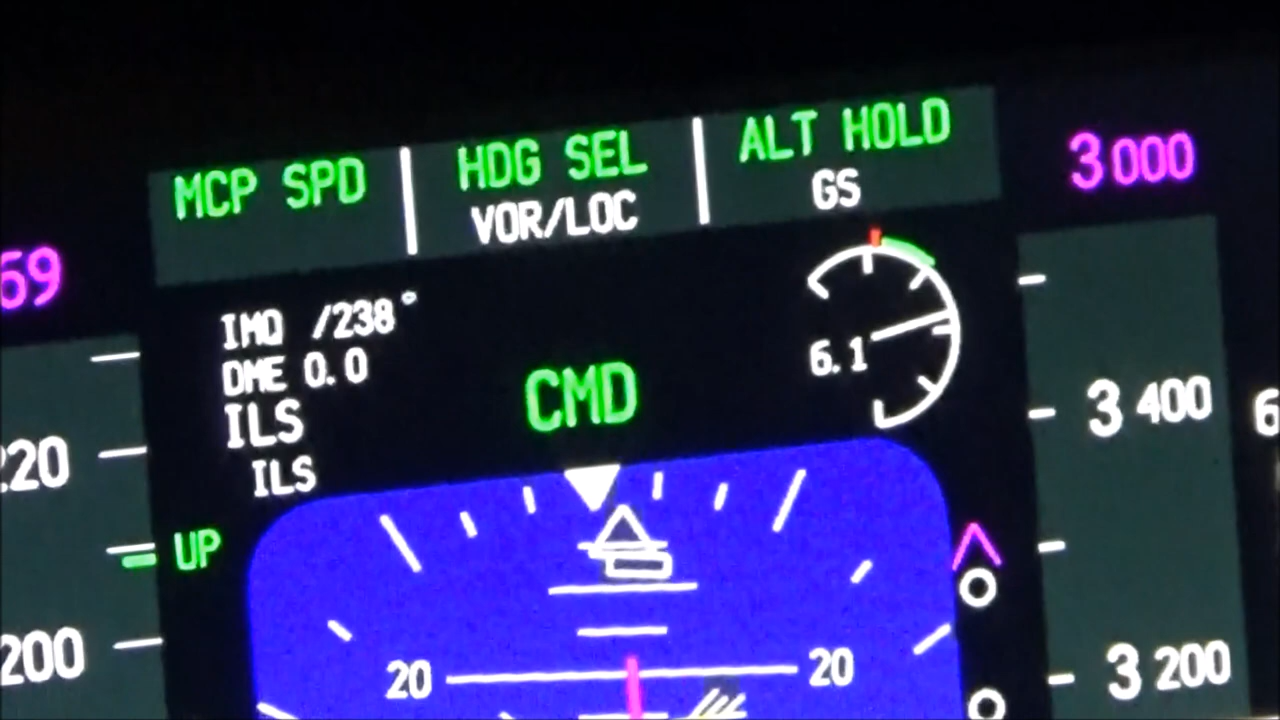 MCP SPD HDG SEL ALT HOLD 3000
VOR/LOC GS
69
IMQ /238°
DME 0.0
6.1
ILS
CMD
3 400
6
ILS
220
UP
200
20 20
3 200